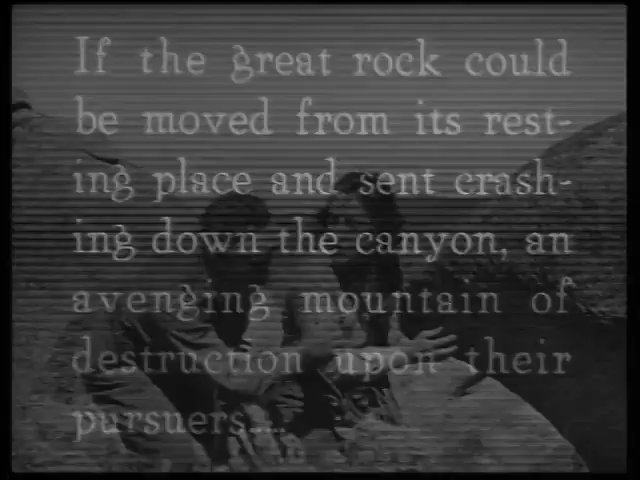 If the great rock could
be moved from its rest-
ing place and sent crash-
ing down the canyon, an
avenging mountain of
destruction upon their
pursuers.....